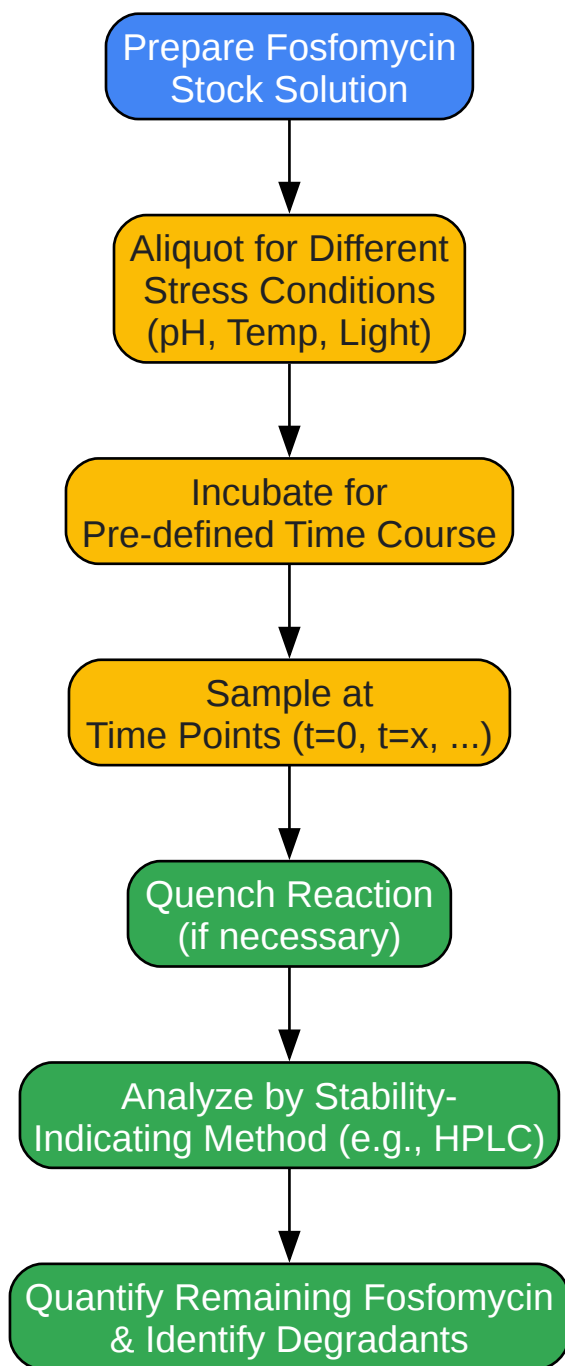 Prepare Fosfomycin
Stock Solution
Aliquot for Different
Stress Conditions
(pH, Temp, Light)
Incubate for
Pre-defined Time Course
Sample at
Time Points (t=0, t=x, ...)
Quench Reaction
(if necessary)
Analyze by Stability-
Indicating Method (e.g., HPLC)
Quantify Remaining Fosfomycin
& Identify Degradants